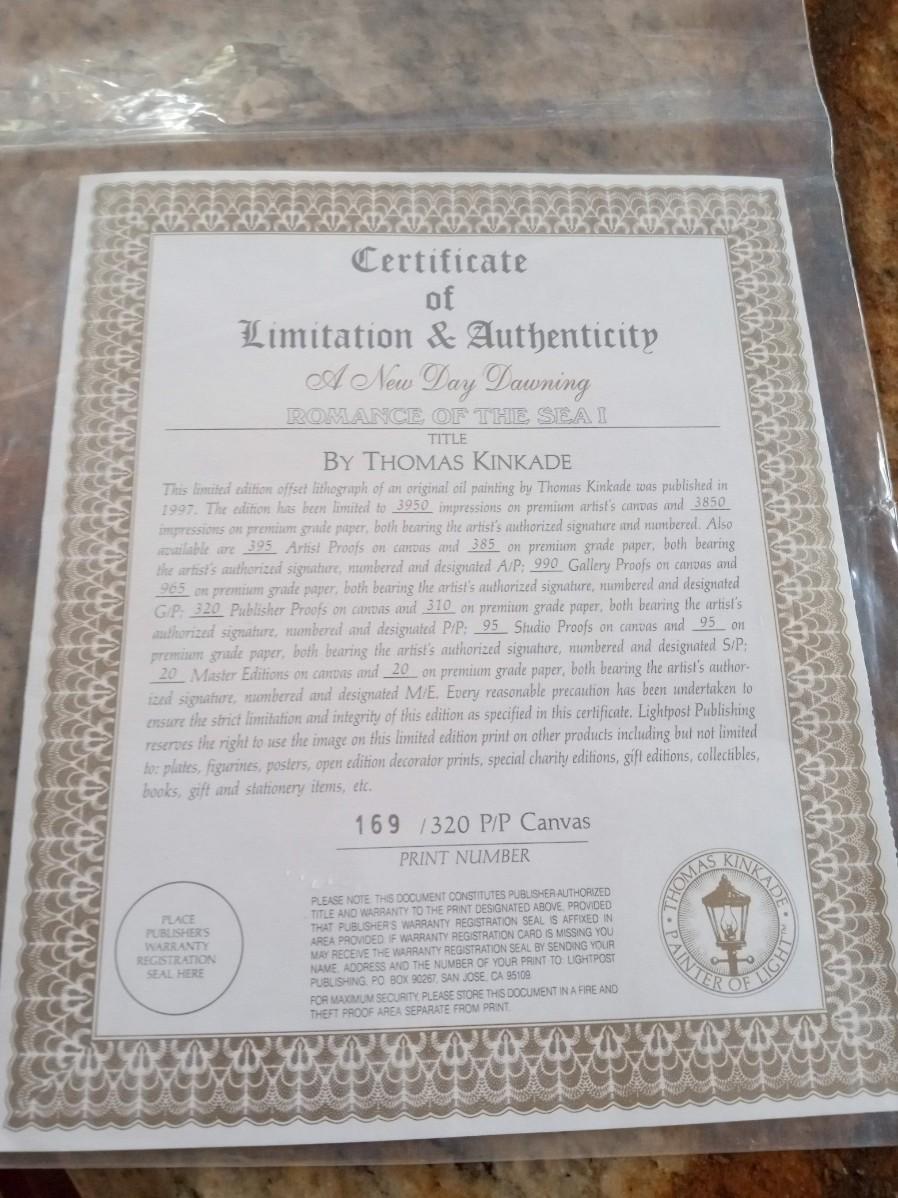 Certificate
of
Limitation & Authenticity
A New Day Dawning
ROMANCE OF THE SEA I
TITLE
BY THOMAS KINKADE
This limited edition offset lithograph of an original oil painting by Thomas Kinkade was published in
1997. The edition has been limited to 3950 impressions on premium artist's canvas and 3850
impressions on premium grade paper, both bearing the artist's authorized signature and numbered. Also
available are 395 Artist Proofs on canvas and 385 on premium grade paper, both bearing
the artist's authorized signature, numbered and designated A/P; 990 Gallery Proofs on canvas and
965 on premium grade paper, both bearing the artist's authorized signature, numbered and designated
G/P; 320 Publisher Proofs on canvas and 310 on premium grade paper, both bearing the artist's
authorized signature, numbered and designated P/P; 95 Studio Proofs on canvas and 95 on
premium grade paper, both bearing the artist's authorized signature, numbered and designated S/P;
20 Master Editions on canvas and 20 on premium grade paper, both bearing the artist's author-
ized signature, numbered and designated M/E. Every reasonable precaution has been undertaken to
ensure the strict limitation and integrity of this edition as specified in this certificate. Lightpost Publishing
reserves the right to use the image on this limited edition print on other products including but not limited
to: plates, figurines, posters, open edition decorator prints, special charity editions, gift editions, collectibles,
books, gift and stationery items, etc.
169 /320 P/P Canvas
PRINT NUMBER
PLACE
PUBLISHER'S
WARRANTY
REGISTRATION
SEAL HERE
PLEASE NOTE: THIS DOCUMENT CONSTITUTES PUBLISHER-AUTHORIZED
TITLE AND WARRANTY TO THE PRINT DESIGNATED ABOVE, PROVIDED
THAT PUBLISHER'S WARRANTY REGISTRATION SEAL IS AFFIXED IN
AREA PROVIDED. IF WARRANTY REGISTRATION CARD IS MISSING YOU
MAY RECEIVE THE WARRANTY REGISTRATION SEAL BY SENDING YOUR
NAME, ADDRESS AND THE NUMBER OF YOUR PRINT TO: LIGHTPOST
PUBLISHING, P.O. BOX 90267, SAN JOSE, CA 95109.
FOR MAXIMUM SECURITY, PLEASE STORE THIS DOCUMENT IN A FIRE AND
THEFT PROOF AREA SEPARATE FROM PRINT.
• THOMAS KINKADE •
PAINTER OF LIGHT™